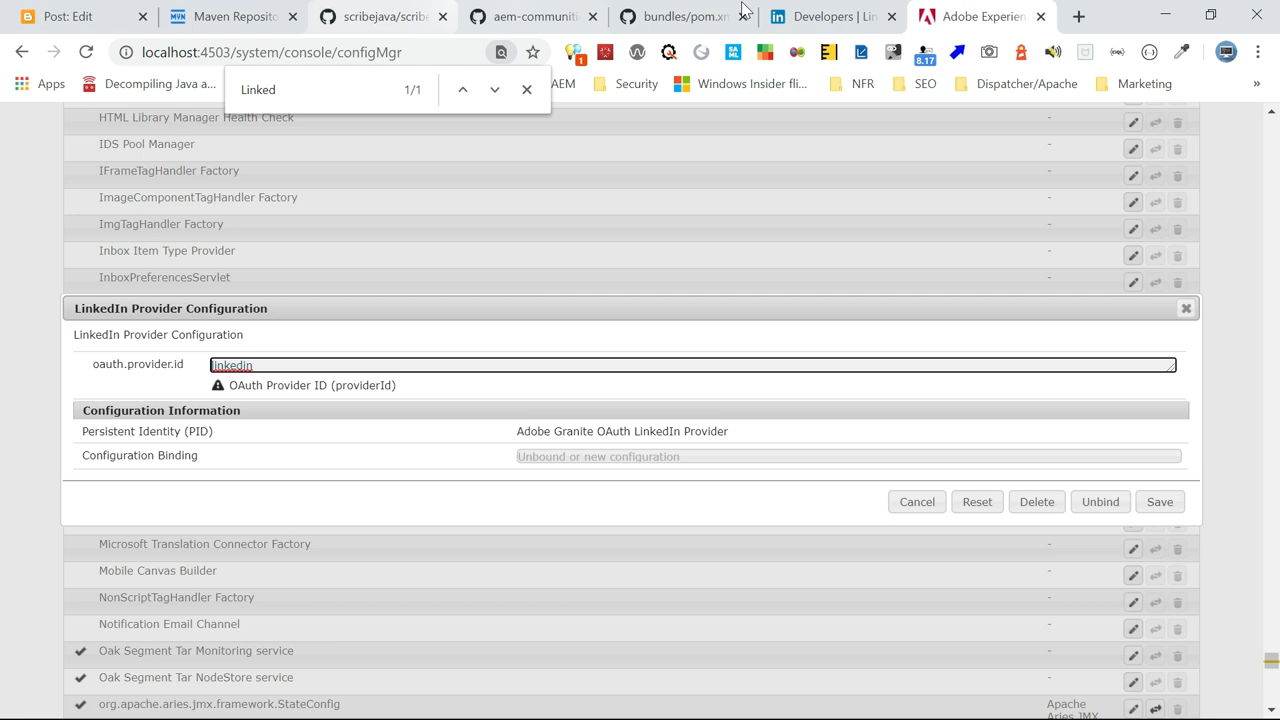 Post: Edit
Maven Reposito
scribejava/scribe
aem-communiti
bundles/pom.xm
Developers | Lin
Adobe Experien
localhost:4503/system/console/configMgr
1
8.17
Apps
Decompiling Java a...
AEM
Security
Windows Insider fli...
NFR
SEO
Dispatcher/Apache
Marketing
»
Linked
1/1
HTML Library Manager Health Check -
IDS Pool Manager -
IFrameTagHandler Factory -
ImageComponentTagHandler Factory -
ImgTagHandler Factory -
Inbox Item Type Provider -
InboxPreferencesServlet -
LinkedIn Provider Configuration
LinkedIn Provider Configuration
oauth.provider.id linkedin
OAuth Provider ID (providerId)
Configuration Information
Persistent Identity (PID) Adobe Granite OAuth LinkedIn Provider
Configuration Binding Unbound or new configuration
Cancel Reset Delete Unbind Save
Microsoft Translation Connector Factory -
Mobile Canvas Builder -
NonScriptTagHandler Factory -
Notification Email Channel -
Oak Segment Tar Monitoring service -
Oak Segment Tar NodeStore service -
org.apache.aries.jmx.framework.StateConfig Apache
Aries JMX